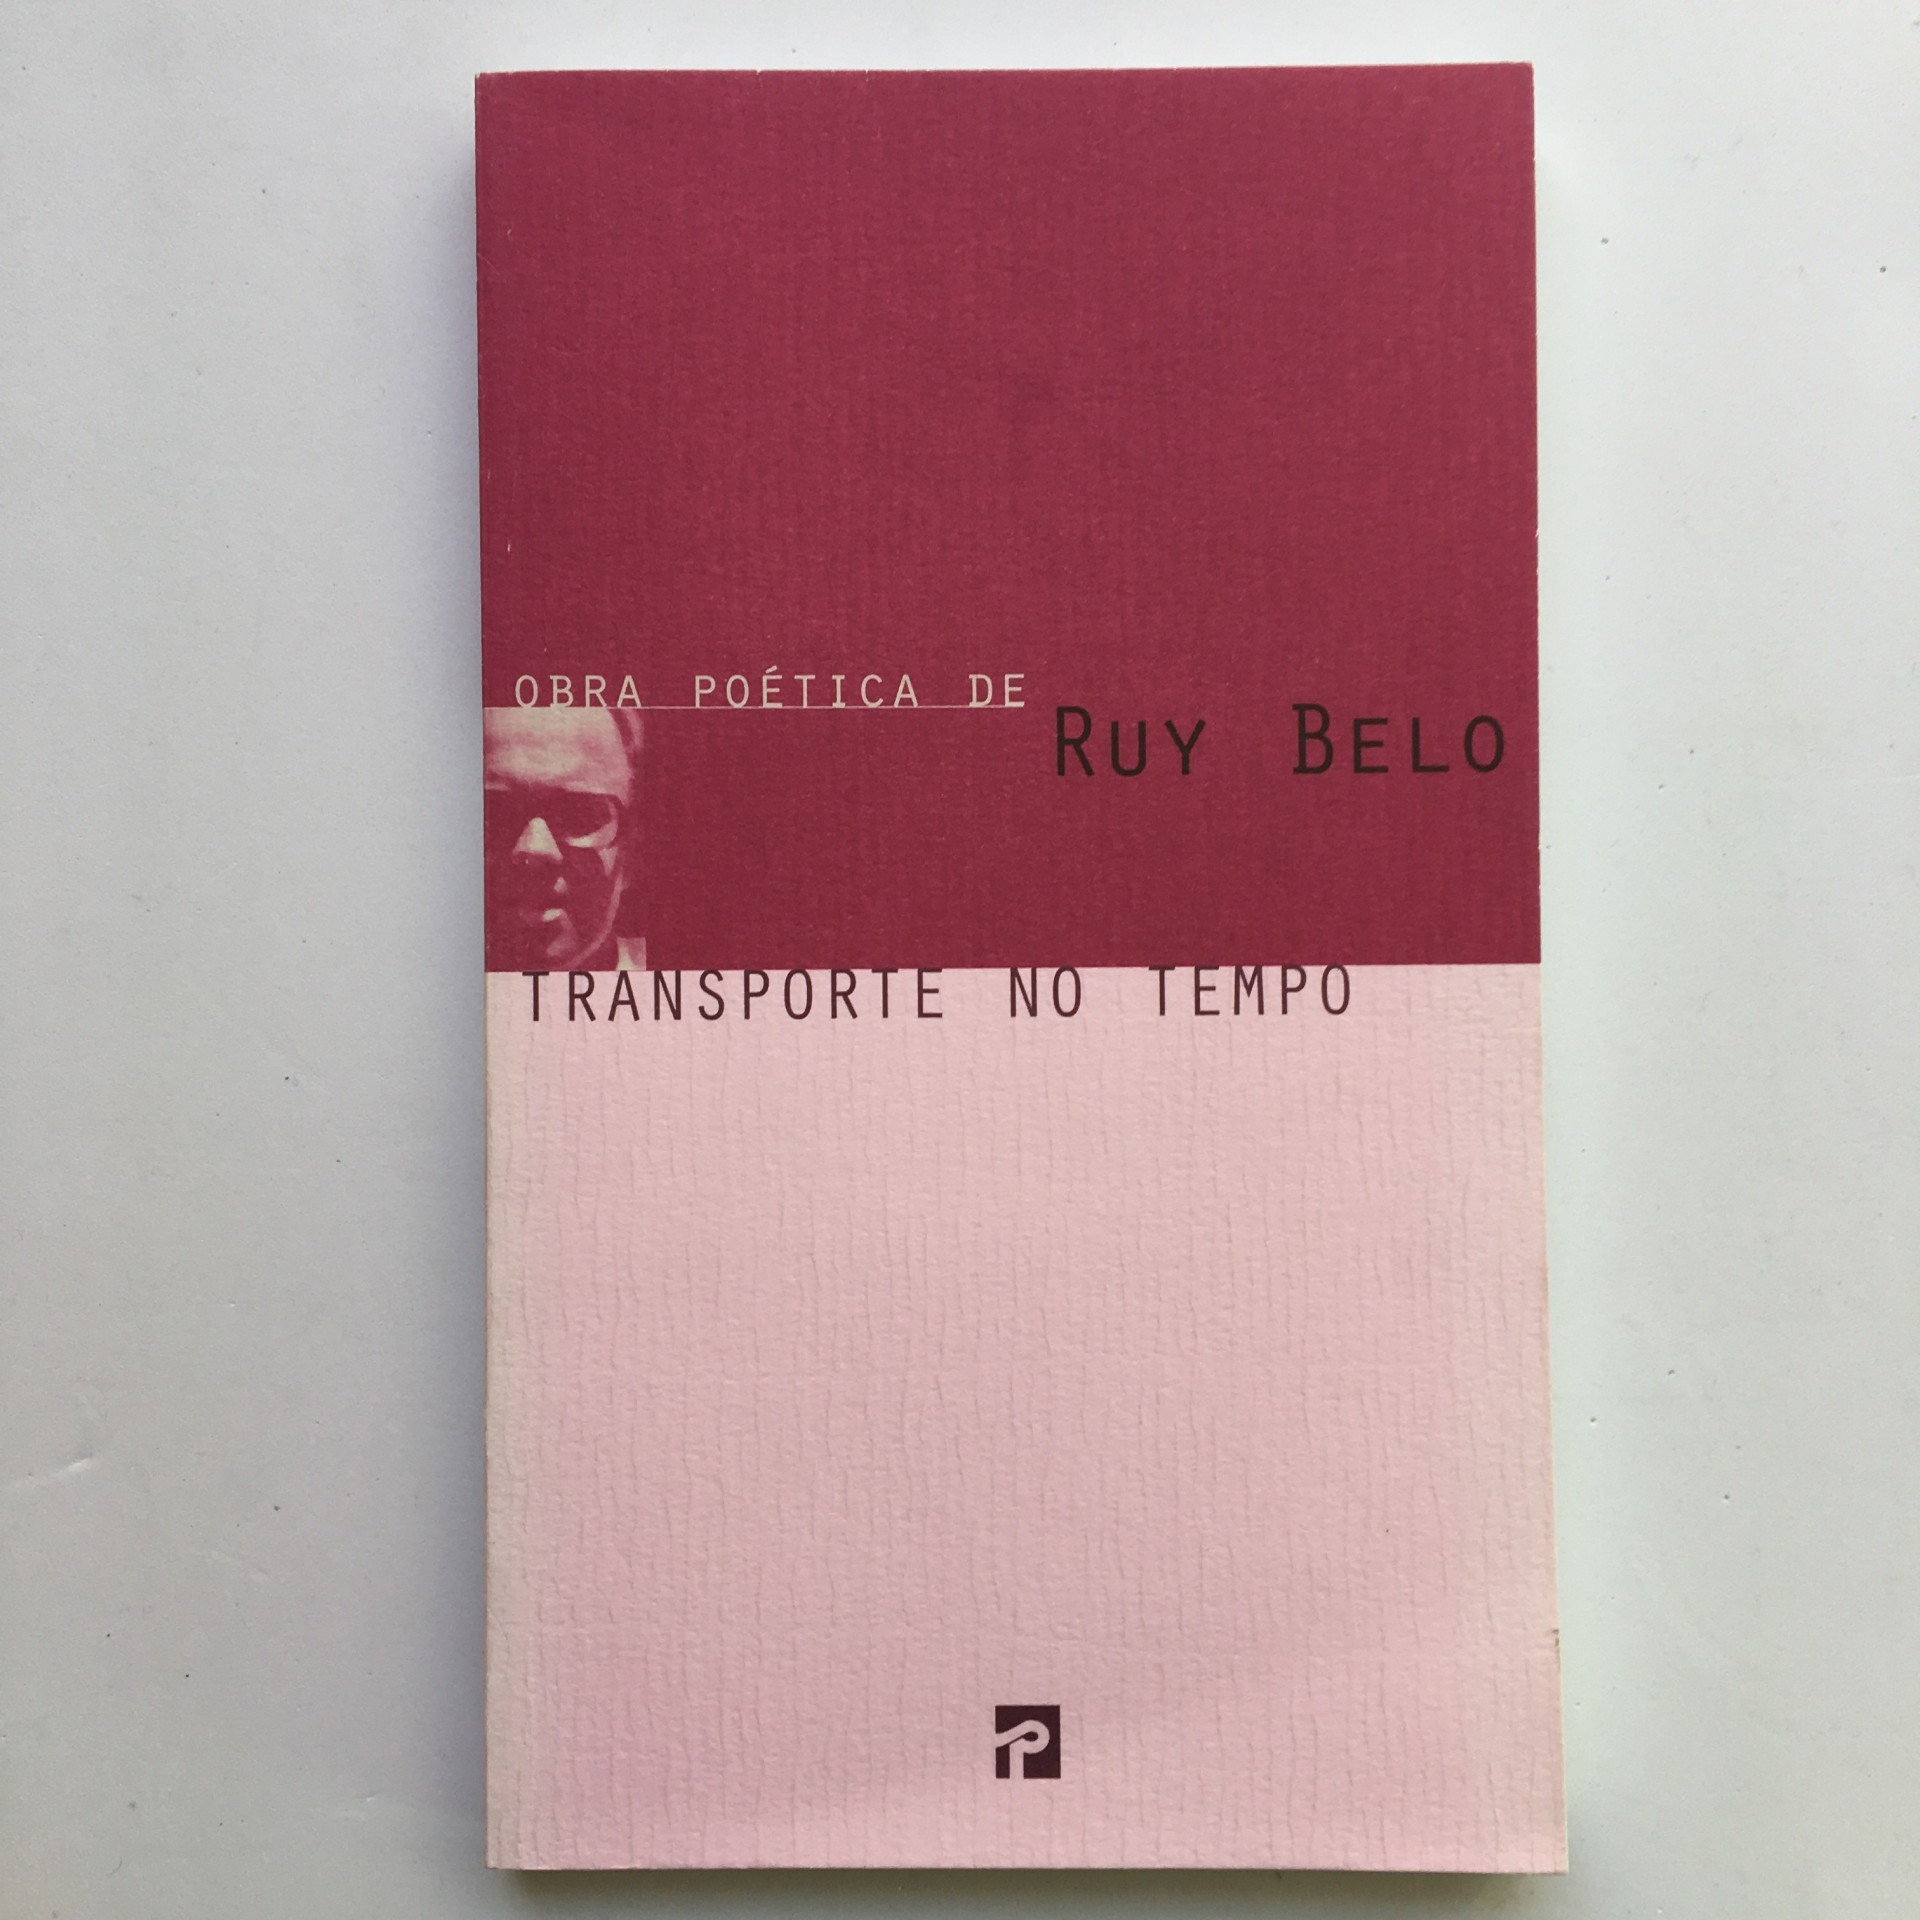 OBRA POÉTICA DE
RUY BELO
TRANSPORTE NO TEMPO
P